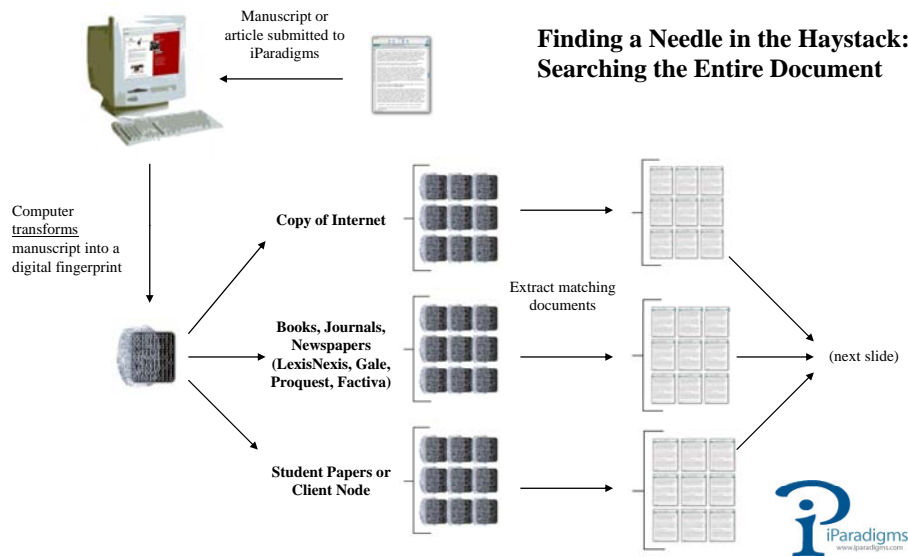 Manuscript or
article submitted to
iParadigms
Finding a Needle in the Haystack:
Searching the Entire Document
Computer
transforms
manuscript into a
digital fingerprint
Copy of Internet
Extract matching
documents
Books, Journals,
Newspapers
(LexisNexis, Gale,
Proquest, Factiva)
(next slide)
Student Papers or
Client Node
iParadigms
www.iparadigms.com